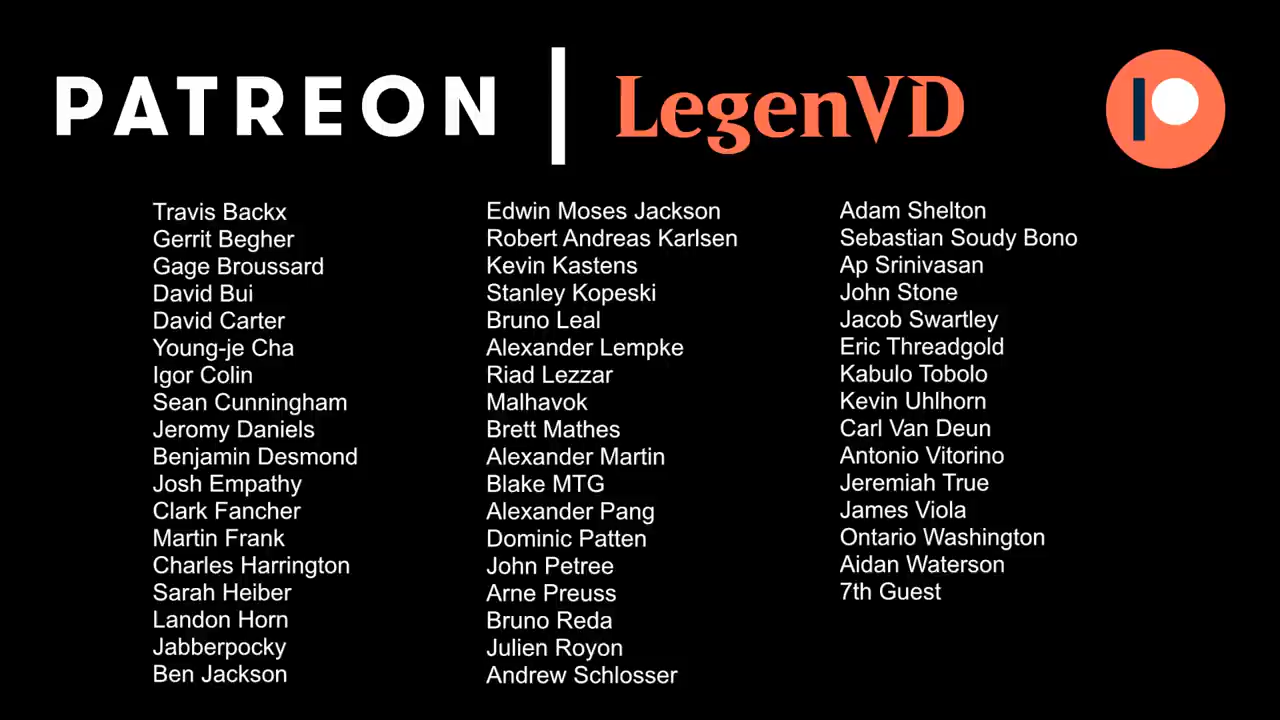 PATREON | LegenVD
Travis Backx
Gerrit Begher
Gage Broussard
David Bui
David Carter
Young-je Cha
Igor Colin
Sean Cunningham
Jeromy Daniels
Benjamin Desmond
Josh Empathy
Clark Fancher
Martin Frank
Charles Harrington
Sarah Heiber
Landon Horn
Jabberpocky
Ben Jackson
Edwin Moses Jackson
Robert Andreas Karlsen
Kevin Kastens
Stanley Kopeski
Bruno Leal
Alexander Lempke
Riad Lezzar
Malhavok
Brett Mathes
Alexander Martin
Blake MTG
Alexander Pang
Dominic Patten
John Petree
Arne Preuss
Bruno Reda
Julien Royon
Andrew Schlosser
Adam Shelton
Sebastian Soudy Bono
Ap Srinivasan
John Stone
Jacob Swartley
Eric Threadgold
Kabulo Tobolo
Kevin Uhlhorn
Carl Van Deun
Antonio Vitorino
Jeremiah True
James Viola
Ontario Washington
Aidan Waterson
7th Guest